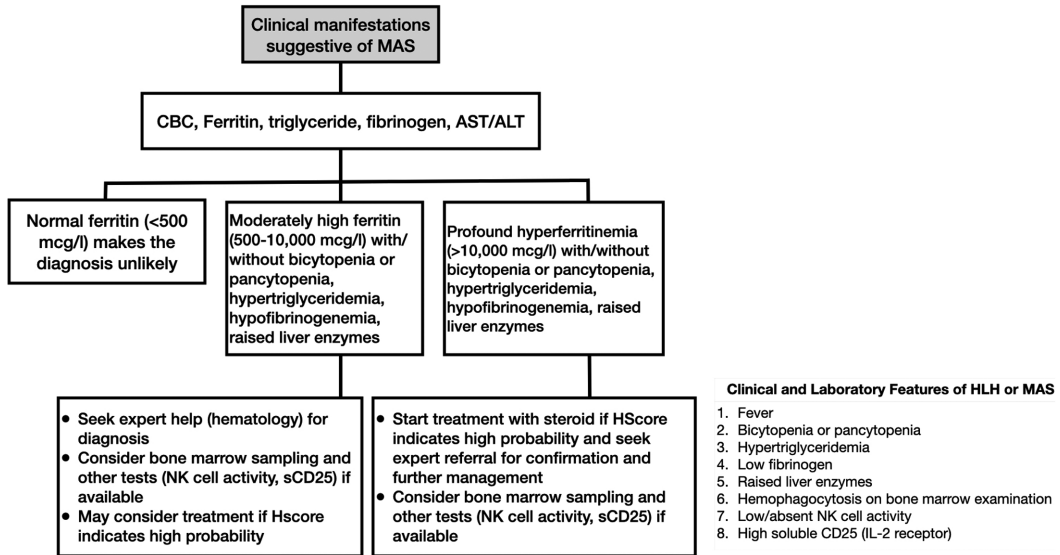 Clinical manifestations
suggestive of MAS
CBC, Ferritin, triglyceride, fibrinogen, AST/ALT
Normal ferritin (<500
mcg/l) makes the
diagnosis unlikely
Moderately high ferritin
(500-10,000 mcg/l) with/
without bicytopenia or
pancytopenia,
hypertriglyceridemia,
hypofibrinogenemia,
raised liver enzymes
Profound hyperferritinemia
(>10,000 mcg/l) with/without
bicytopenia or pancytopenia,
hypertriglyceridemia,
hypofibrinogenemia, raised
liver enzymes
• Seek expert help (hematology) for
diagnosis
• Consider bone marrow sampling and
other tests (NK cell activity, sCD25) if
available
• May consider treatment if Hscore
indicates high probability
• Start treatment with steroid if HScore
indicates high probability and seek
expert referral for confirmation and
further management
• Consider bone marrow sampling and
other tests (NK cell activity, sCD25) if
available
Clinical and Laboratory Features of HLH or MAS
1. Fever
2. Bicytopenia or pancytopenia
3. Hypertriglyceridemia
4. Low fibrinogen
5. Raised liver enzymes
6. Hemophagocytosis on bone marrow examination
7. Low/absent NK cell activity
8. High soluble CD25 (IL-2 receptor)